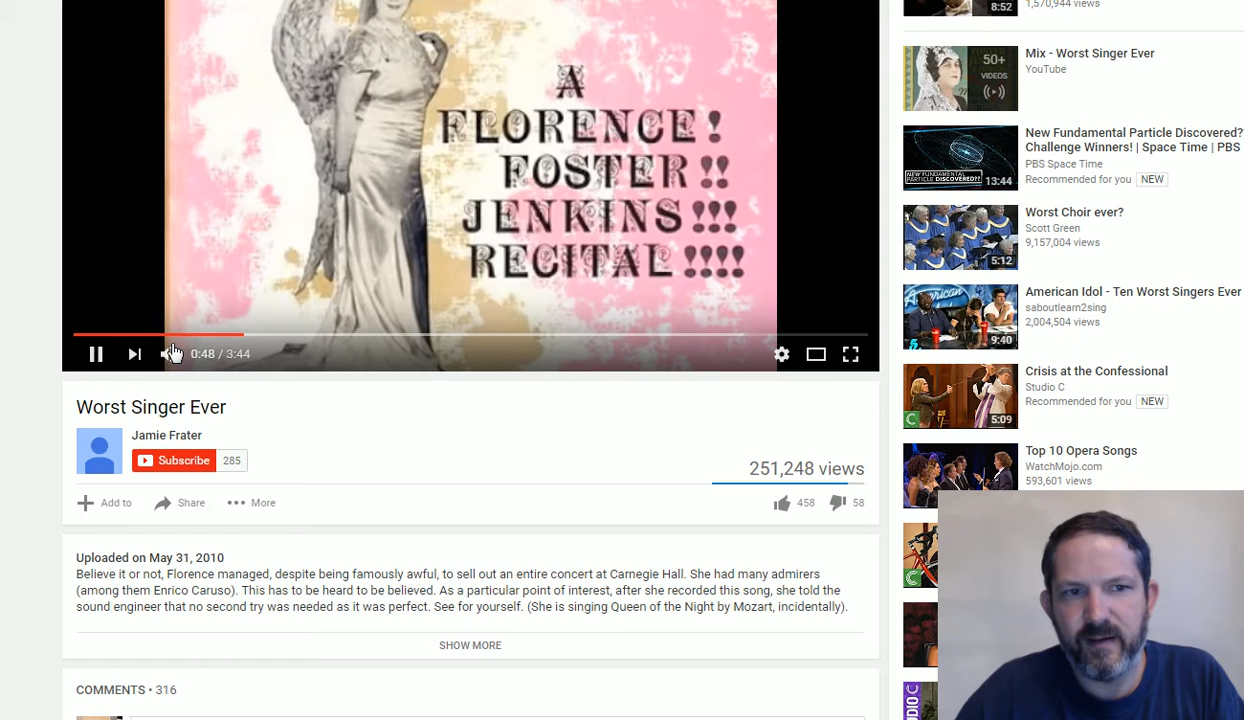 A
FLORENCE!
FOSTER!!
JENKINS!!!
RECITAL!!!!
0:48 / 3:44
Worst Singer Ever
Jamie Frater
Subscribe 285
251,248 views
Add to Share More 458 58
Uploaded on May 31, 2010
Believe it or not, Florence managed, despite being famously awful, to sell out an entire concert at Carnegie Hall. She had many admirers
(among them Enrico Caruso). This has to be heard to be believed. As a particular point of interest, after she recorded this song, she told the
sound engineer that no second try was needed as it was perfect. See for yourself. (She is singing Queen of the Night by Mozart, incidentally).
SHOW MORE
COMMENTS • 316
8:52
1,570,944 views
50+
VIDEOS
Mix - Worst Singer Ever
YouTube
NEW FUNDAMENTAL
PARTICLE DISCOVERED??
13:44
New Fundamental Particle Discovered?
Challenge Winners! | Space Time | PBS
PBS Space Time
Recommended for you NEW
5:12
Worst Choir ever?
Scott Green
9,157,004 views
9:40
American Idol - Ten Worst Singers Ever
saboutlearn2sing
2,004,504 views
5:09
Crisis at the Confessional
Studio C
Recommended for you NEW
Top 10 Opera Songs
WatchMojo.com
593,601 views